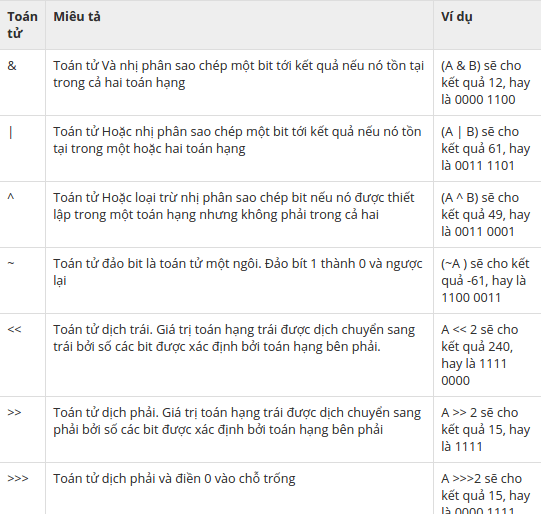 Toán tử Miêu tả Ví dụ
& Toán tử Và nhị phân sao chép một bit tới kết quả nếu nó tồn tại (A & B) sẽ cho
trong cả hai toán hạng kết quả 12, hay
là 0000 1100
| Toán tử Hoặc nhị phân sao chép một bit tới kết quả nếu nó tồn (A | B) sẽ cho
tại trong một hoặc hai toán hạng kết quả 61, hay
là 0011 1101
^ Toán tử Hoặc loại trừ nhị phân sao chép bit nếu nó được thiết (A ^ B) sẽ cho
lập trong một toán hạng nhưng không phải trong cả hai kết quả 49, hay
là 0011 0001
~ Toán tử đảo bit là toán tử một ngôi. Đảo bít 1 thành 0 và ngược (~A ) sẽ cho kết
lại quả -61, hay là
1100 0011
<< Toán tử dịch trái. Giá trị toán hạng trái được dịch chuyển sang A << 2 sẽ cho
trái bởi số các bit được xác định bởi toán hạng bên phải. kết quả 240,
hay là 1111
0000
>> Toán tử dịch phải. Giá trị toán hạng trái được dịch chuyển sang A >> 2 sẽ cho
phải bởi số các bit được xác định bởi toán hạng bên phải kết quả 15, hay
là 1111
>>> Toán tử dịch phải và điền 0 vào chỗ trống A >>>2 sẽ cho
kết quả 15, hay
là 0000 1111